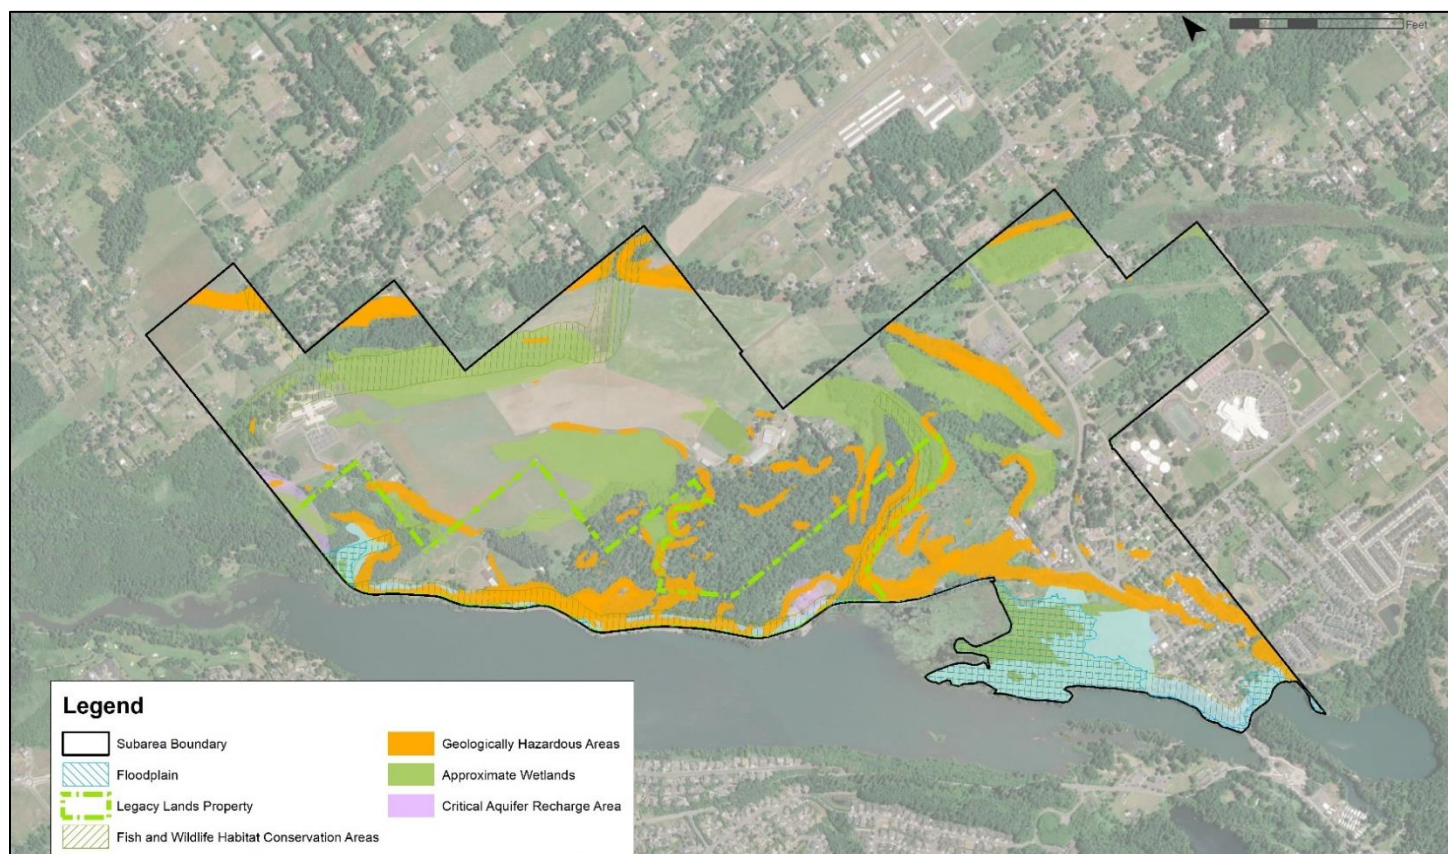 Feet
Legend
Subarea Boundary
Floodplain
Legacy Lands Property
Fish and Wildlife Habitat Conservation Areas
Geologically Hazardous Areas
Approximate Wetlands
Critical Aquifer Recharge Area